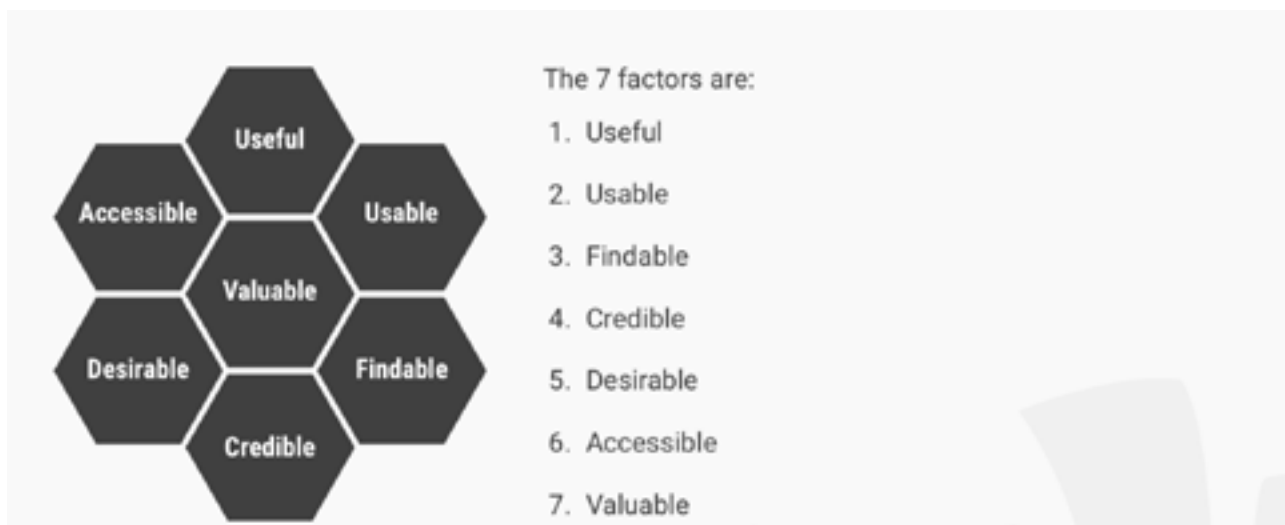 Useful
Accessible
Usable
Valuable
Desirable
Findable
Credible
The 7 factors are:
1. Useful
2. Usable
3. Findable
4. Credible
5. Desirable
6. Accessible
7. Valuable